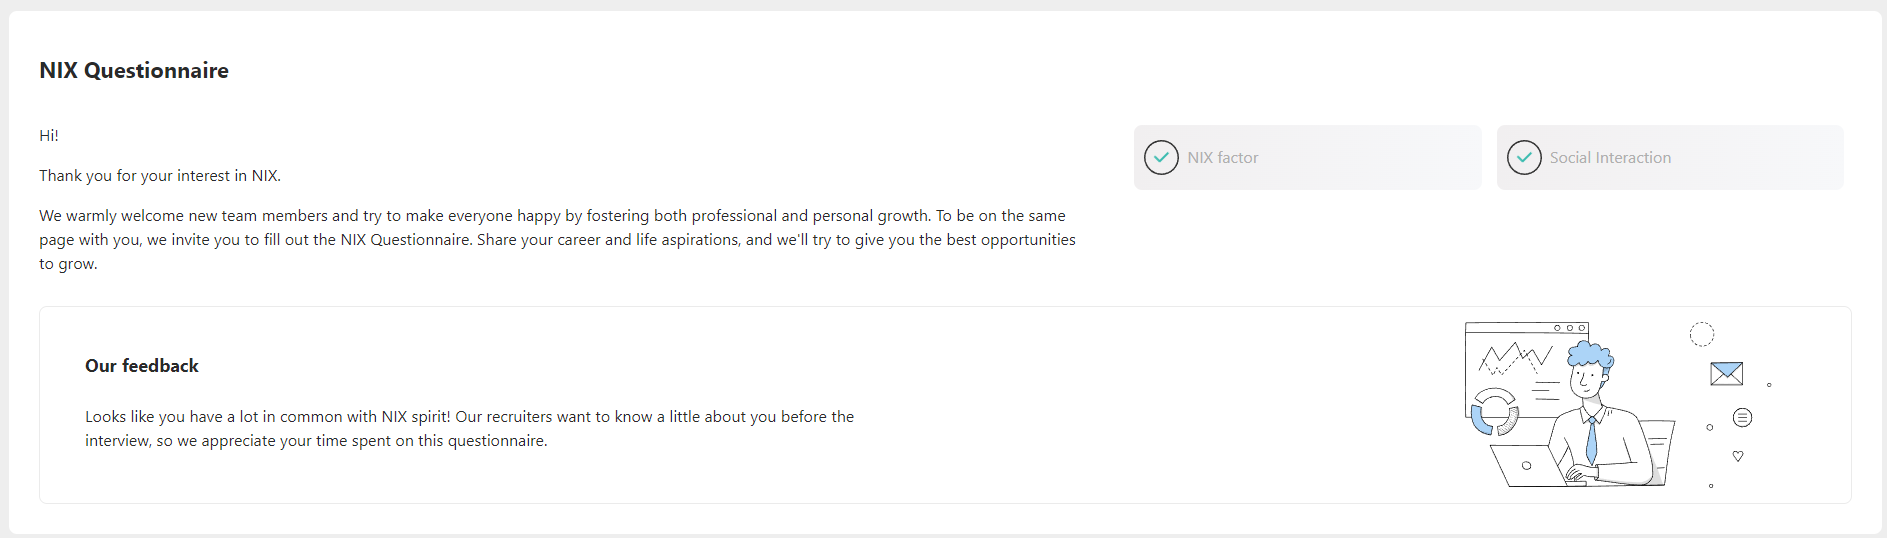 NIX Questionnaire
Hi!
Thank you for your interest in NIX.
We warmly welcome new team members and try to make everyone happy by fostering both professional and personal growth. To be on the same
page with you, we invite you to fill out the NIX Questionnaire. Share your career and life aspirations, and we'll try to give you the best opportunities
to grow.
NIX factor
Social Interaction
Our feedback
Looks like you have a lot in common with NIX spirit! Our recruiters want to know a little about you before the
interview, so we appreciate your time spent on this questionnaire.